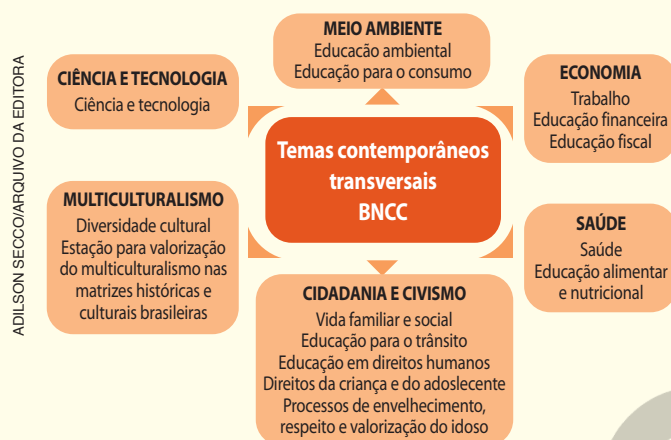 ADILSON SECCO/ARQUIVO DA EDITORA
MEIO AMBIENTE
Educacão ambiental
Educação para o consumo
CIÊNCIA E TECNOLOGIA
Ciência e tecnologia
ECONOMIA
Trabalho
Educação financeira
Educação fiscal
Temas contemporâneos
transversais
BNCC
MULTICULTURALISMO
Diversidade cultural
Estação para valorização
do multiculturalismo nas
matrizes históricas e
culturais brasileiras
SAÚDE
Saúde
Educação alimentar
e nutricional
CIDADANIA E CIVISMO
Vida familiar e social
Educação para o trânsito
Educação em direitos humanos
Direitos da criança e do adoslecente
Processos de envelhecimento,
respeito e valorização do idoso